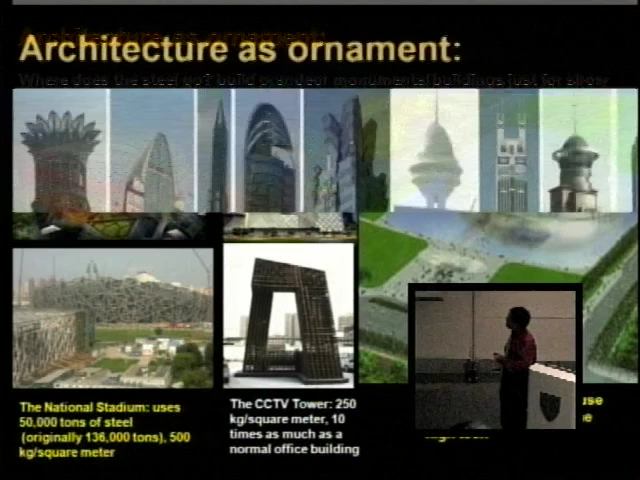 Architecture as ornament:
Where does the steel go? build grandest monumental buildings just for show
The National Stadium: uses
50,000 tons of steel
(originally 136,000 tons), 500
kg/square meter
The CCTV Tower: 250
kg/square meter, 10
times as much as a
normal office building
use